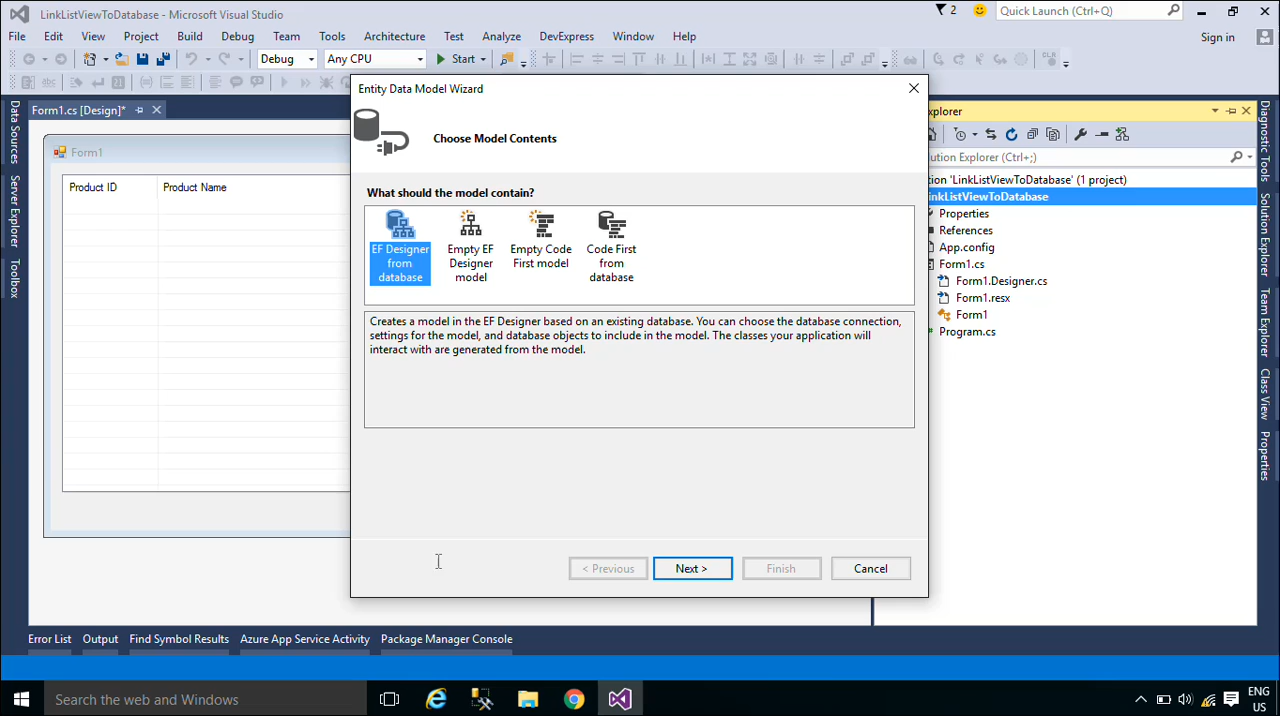 LinkListViewToDatabase - Microsoft Visual Studio
2
Quick Launch (Ctrl+Q)
File Edit View Project Build Debug Team Tools Architecture Test Analyze DevExpress Window Help
Sign in
Debug
Any CPU
Start
Form1.cs [Design]*
Data Sources
Server Explorer
Toolbox
Form1
Product ID
Product Name
Entity Data Model Wizard
Choose Model Contents
What should the model contain?
EF Designer
from
database
Empty EF
Designer
model
Empty Code
First model
Code First
from
database
Creates a model in the EF Designer based on an existing database. You can choose the database connection,
settings for the model, and database objects to include in the model. The classes your application will
interact with are generated from the model.
< Previous
Next >
Finish
Cancel
xplorer
ution Explorer (Ctrl+;)
tion 'LinkListViewToDatabase' (1 project)
inkListViewToDatabase
Properties
References
App.config
Form1.cs
Form1.Designer.cs
Form1.resx
Form1
Program.cs
Diagnostic Tools
Solution Explorer
Team Explorer
Class View
Properties
Error List
Output
Find Symbol Results
Azure App Service Activity
Package Manager Console
Search the web and Windows
ENG
US